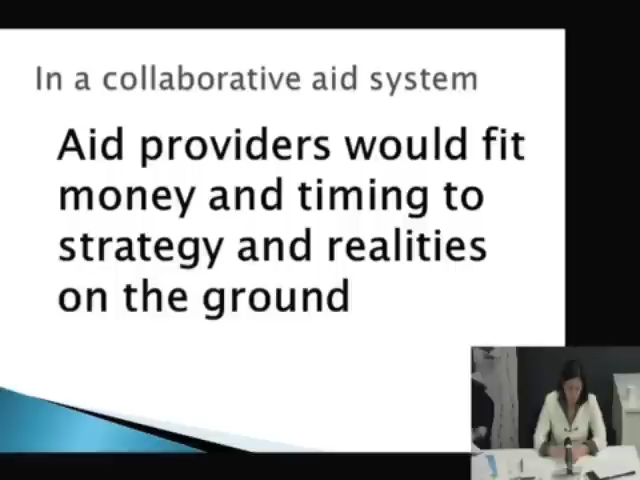 In a collaborative aid system
Aid providers would fit
money and timing to
strategy and realities
on the ground